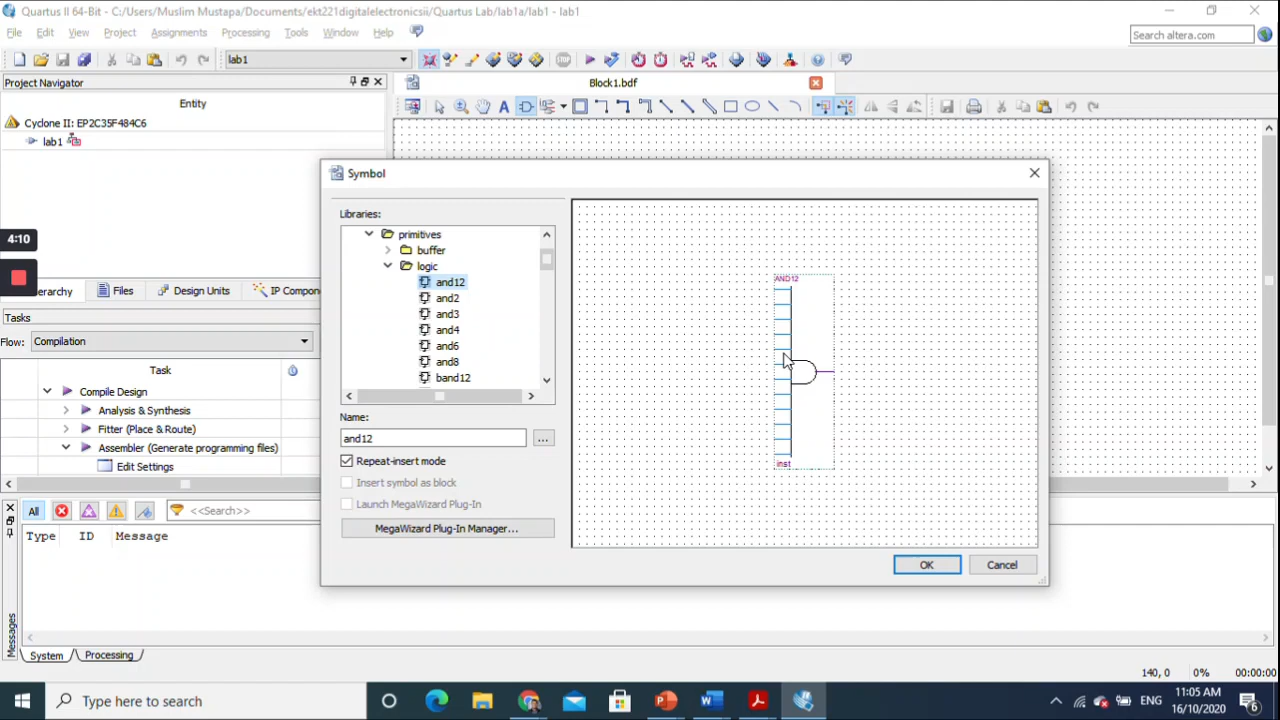 Quartus II 64-Bit - C:/Users/Muslim Mustapa/Documents/ekt221digitalelectronicsii/Quartus Lab/lab1a/lab1 - lab1
File Edit View Project Assignments Processing Tools Window Help
Search altera.com
lab1
Project Navigator
Block1.bdf
Entity
Cyclone II: EP2C35F484C6
lab1
Symbol
Libraries:
primitives
buffer
logic
and12
and2
and3
and4
and6
and8
band12
AND12
inst
4:10
Files
Design Units
IP Compon
Tasks
Flow: Compilation
Task
Compile Design
Analysis & Synthesis
Fitter (Place & Route)
Assembler (Generate programming files)
Edit Settings
Name:
and12
...
Repeat-insert mode
Insert symbol as block
Launch MegaWizard Plug-In
MegaWizard Plug-In Manager...
OK
Cancel
All
<<Search>>
Type ID Message
Messages
System Processing
140, 0 0% 00:00:00
Type here to search
ENG
11:05 AM
16/10/2020
6